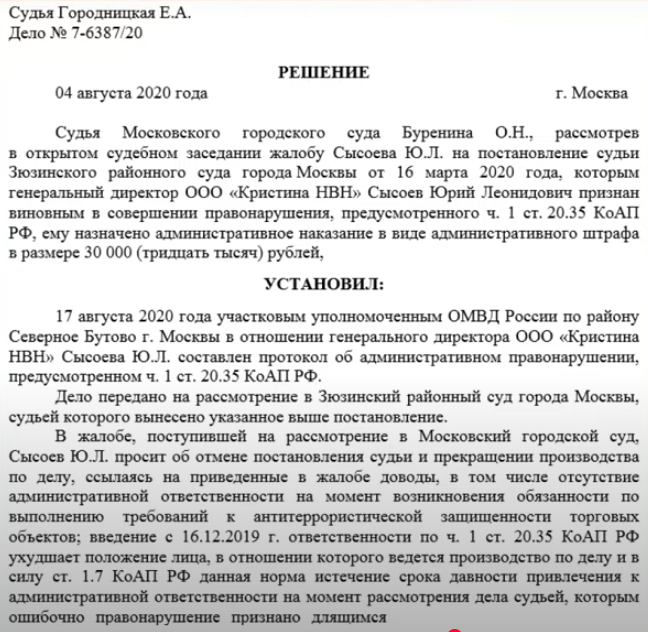 Судья Городницкая Е.А.
Дело № 7-6387/20
РЕШЕНИЕ
04 августа 2020 года г. Москва
Судья Московского городского суда Буренина О.Н., рассмотрев
в открытом судебном заседании жалобу Сысоева Ю.Л. на постановление судьи
Зюзинского районного суда города Москвы от 16 марта 2020 года, которым
генеральный директор ООО «Кристина НВН» Сысоев Юрий Леонидович признан
виновным в совершении правонарушения, предусмотренного ч. 1 ст. 20.35 КоАП
РФ, ему назначено административное наказание в виде административного штрафа
в размере 30 000 (тридцать тысяч) рублей,
УСТАНОВИЛ:
17 августа 2020 года участковым уполномоченным ОМВД России по району
Северное Бутово г. Москвы в отношении генерального директора ООО «Кристина
НВН» Сысоева Ю.Л. составлен протокол об административном правонарушении,
предусмотренном ч. 1 ст. 20.35 КоАП РФ.
Дело передано на рассмотрение в Зюзинский районный суд города Москвы,
судьей которого вынесено указанное выше постановление.
В жалобе, поступившей на рассмотрение в Московский городской суд,
Сысоев Ю.Л. просит об отмене постановления судьи и прекращении производства
по делу, ссылаясь на приведенные в жалобе доводы, в том числе отсутствие
административной ответственности на момент возникновения обязанности по
выполнению требований к антитеррористической защищенности торговых
объектов; введение с 16.12.2019 г. ответственности по ч. 1 ст. 20.35 КоАП РФ
ухудшает положение лица, в отношении которого ведется производство по делу и в
силу ст. 1.7 КоАП РФ данная норма истечение срока давности привлечения к
административной ответственности на момент рассмотрения дела судьей, которым
ошибочно правонарушение признано длящимся